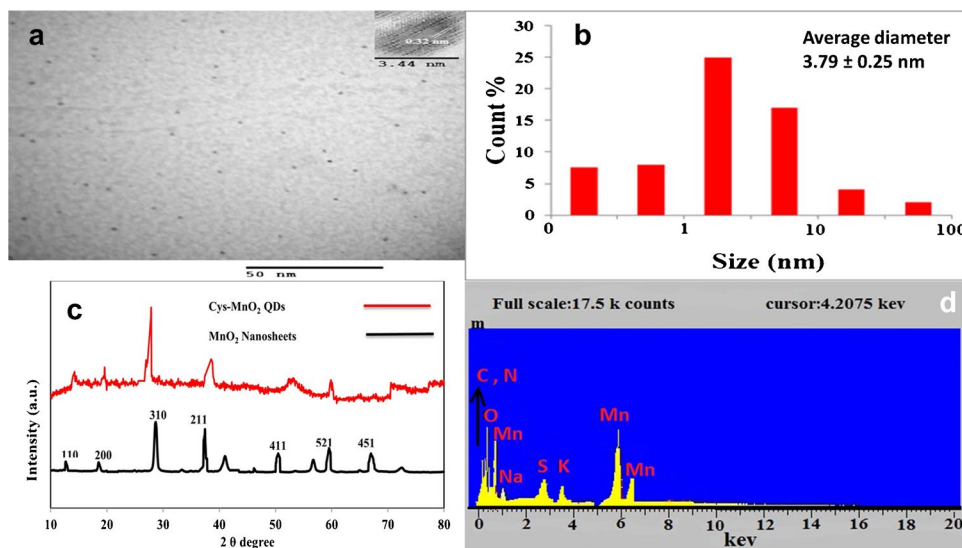 a
0.32 nm
3.44 nm
50 nm
b
Average diameter
3.79 ± 0.25 nm
Count %
30
25
20
15
10
5
0
0 1 10 100
Size (nm)
c
Cys-MnO₂ QDs
MnO₂ Nanosheets
Intensity (a.u.)
110
200
310
211
411
521
451
10 20 30 40 50 60 70 80
2 θ degree
d
Full scale:17.5 k counts cursor:4.2075 kev
m
C , N
O
Mn
Na
S
K
Mn
Mn
0 2 4 6 8 10 12 14 16 18 20
kev